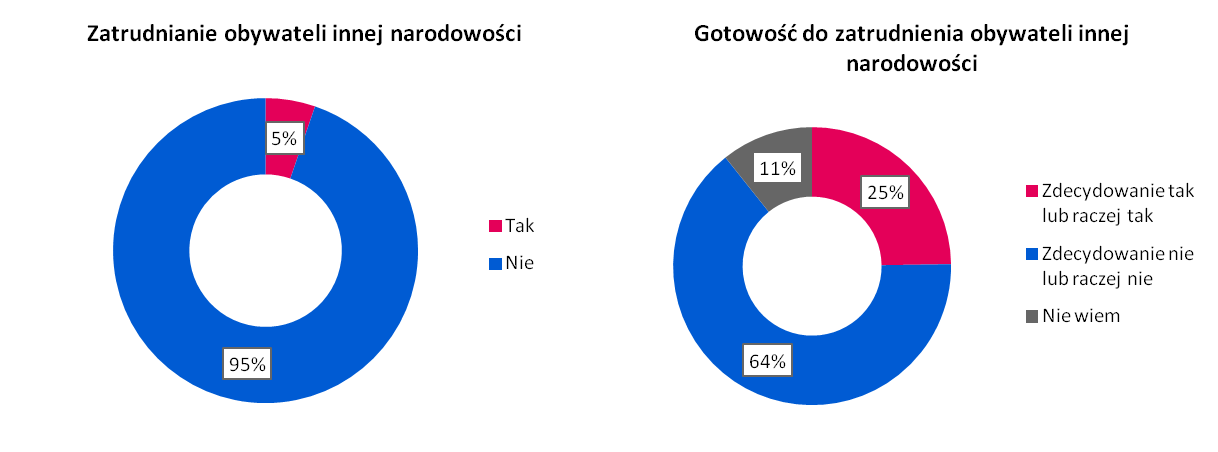 Zatrudnianie obywateli innej narodowości
5%
95%
Tak
Nie
Gotowość do zatrudnienia obywateli innej
narodowości
11%
25%
64%
Zdecydowanie tak
lub raczej tak
Zdecydowanie nie
lub raczej nie
Nie wiem